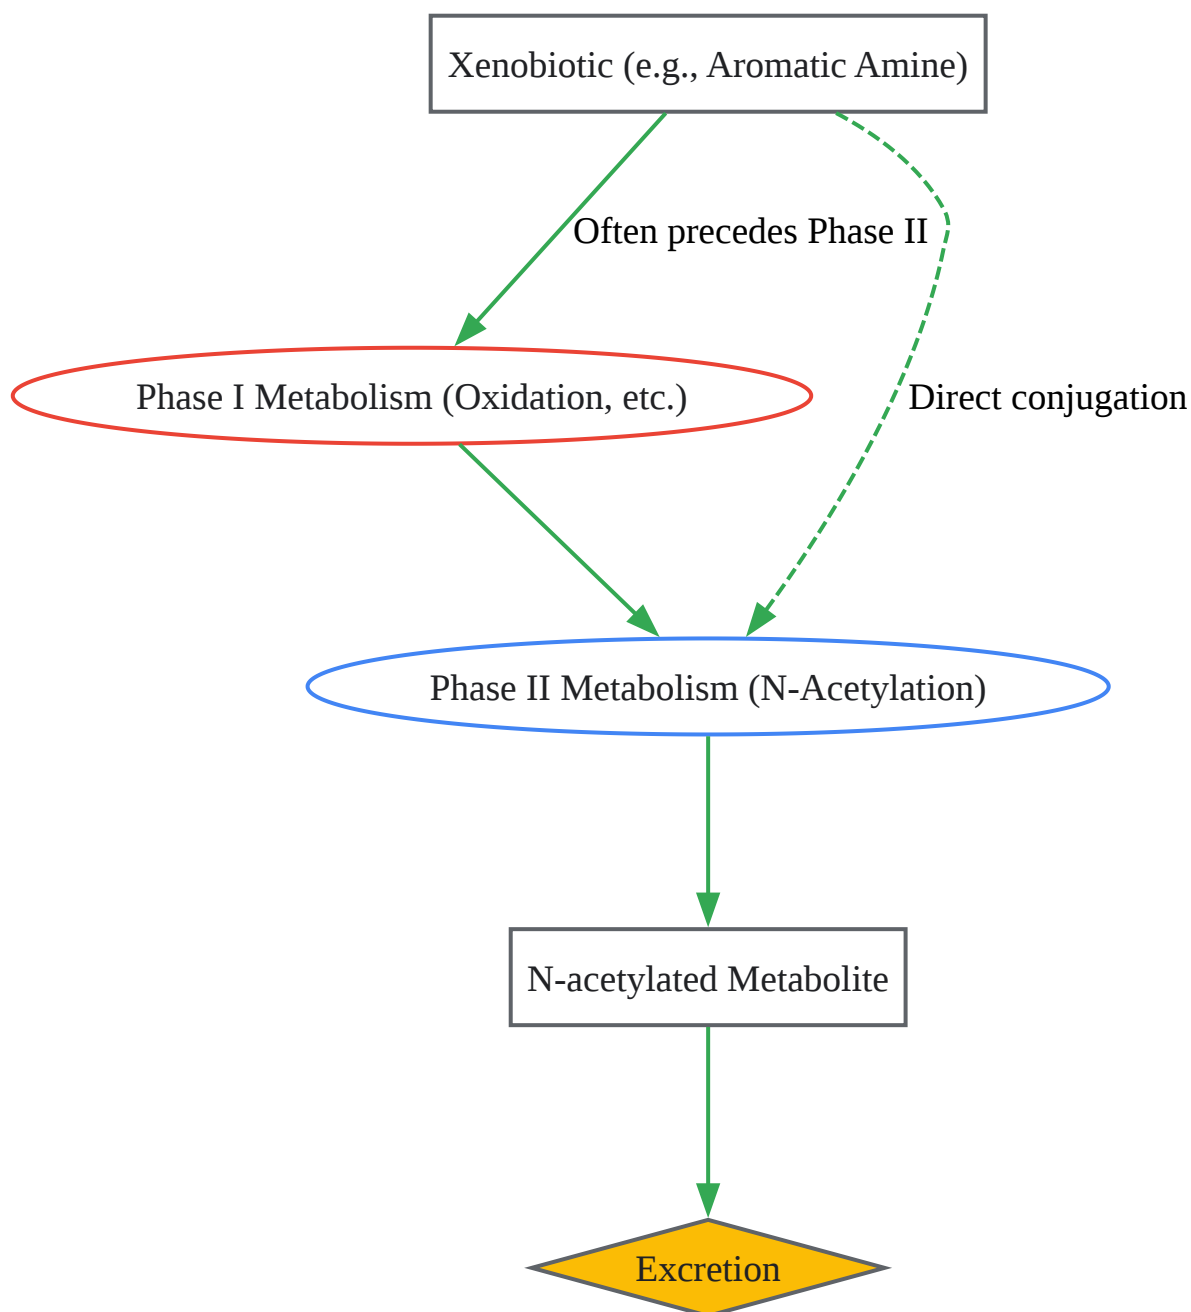 Xenobiotic (e.g., Aromatic Amine)
Often precedes Phase II
Phase I Metabolism (Oxidation, etc.)
Direct conjugation
Phase II Metabolism (N-Acetylation)
N-acetylated Metabolite
Excretion